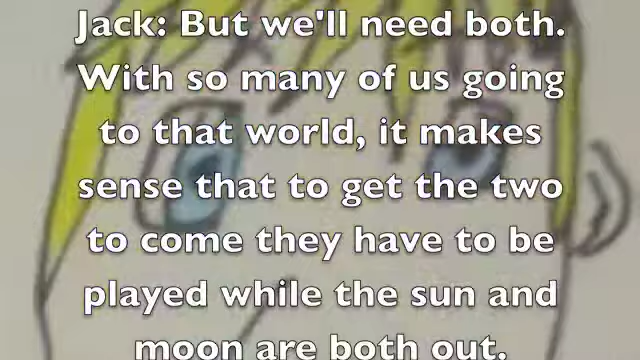 Jack: But we'll need both.
With so many of us going
to that world, it makes
sense that to get the two
to come they have to be
played while the sun and
moon are both out.